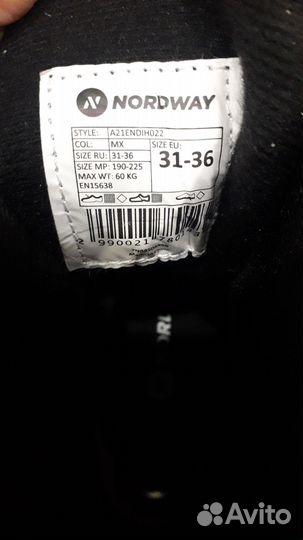 NORDWAY
STYLE: A21ENDIH022
COL: MX
SIZE RU: 31-36
SIZE MP: 190-225
MAX WT: 60 KG
EN15638
SIZE EU:
31-36
Avito